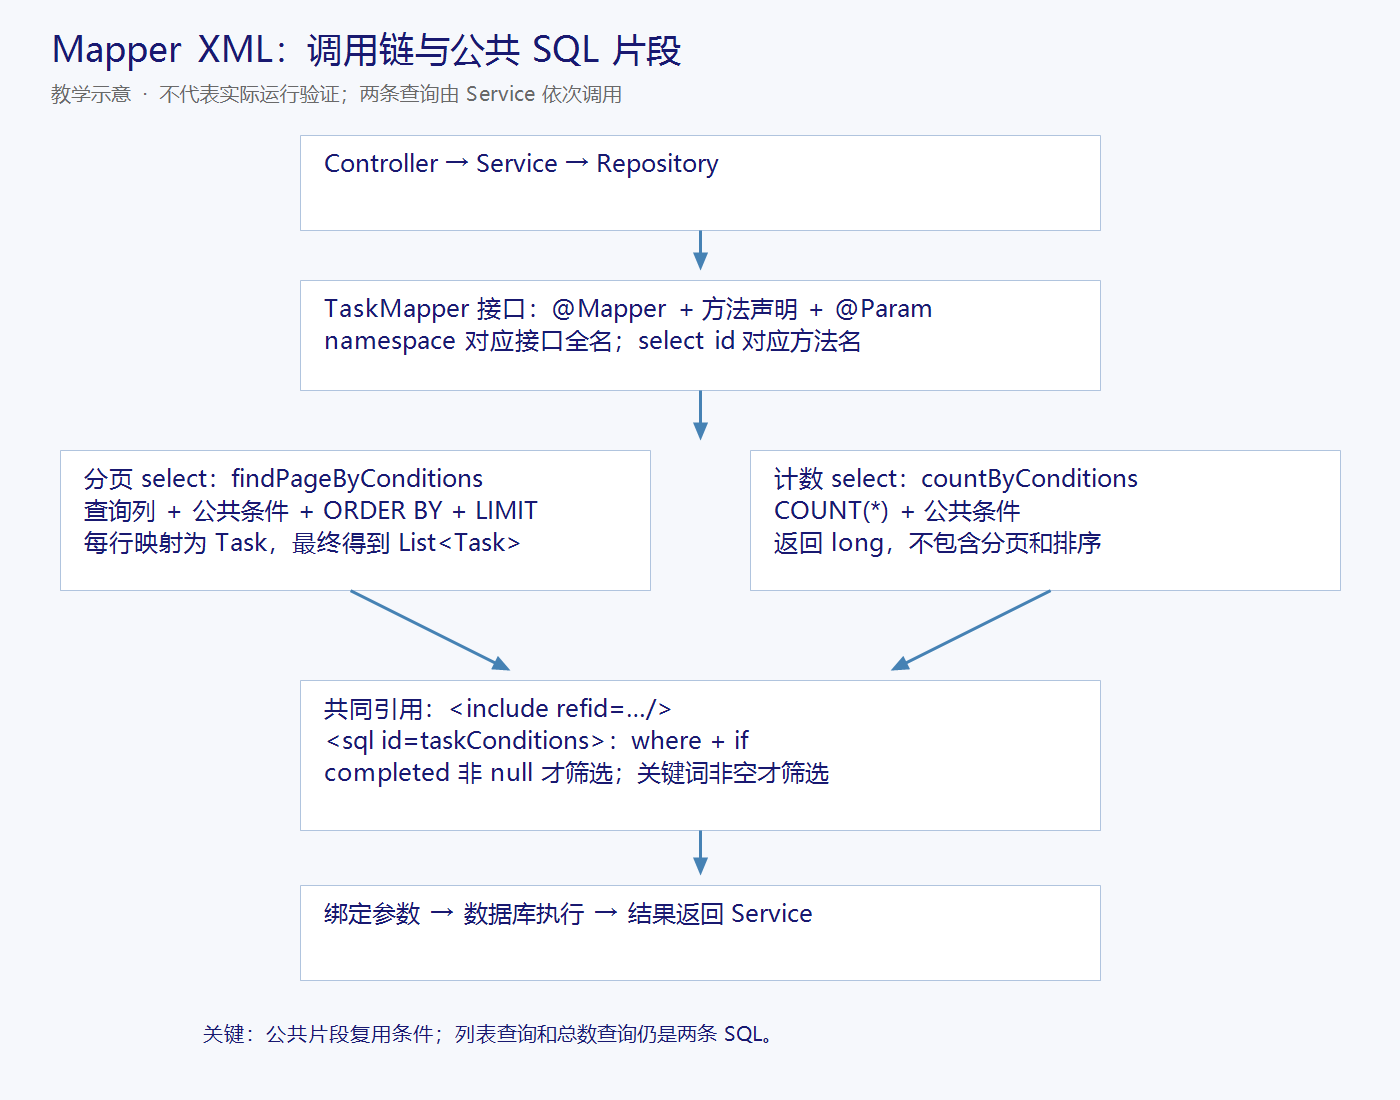 Mapper XML：调用链与公共 SQL 片段
教学示意 · 不代表实际运行验证；两条查询由 Service 依次调用
Controller → Service → Repository
TaskMapper 接口：@Mapper + 方法声明 + @Param
namespace 对应接口全名；select id 对应方法名
分页 select：findPageByConditions
查询列 + 公共条件 + ORDER BY + LIMIT
每行映射为 Task，最终得到 List<Task>
计数 select：countByConditions
COUNT(*) + 公共条件
返回 long，不包含分页和排序
共同引用：<include refid=.../>
<sql id=taskConditions>：where + if
completed 非 null 才筛选；关键词非空才筛选
绑定参数 → 数据库执行 → 结果返回 Service
关键：公共片段复用条件；列表查询和总数查询仍是两条 SQL。